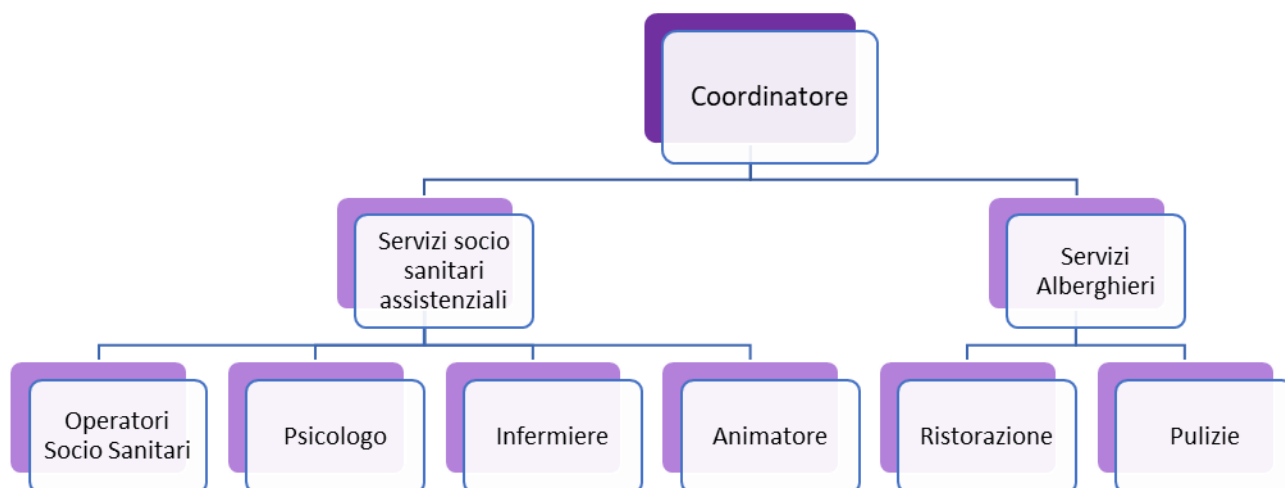 Coordinatore
Servizi socio
sanitari
assistenziali
Servizi
Alberghieri
Operatori
Socio Sanitari
Psicologo
Infermiere
Animatore
Ristorazione
Pulizie